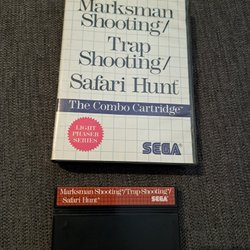 Marksman
Shooting/
Trap
Shooting/
Safari Hunt
The Combo Cartridge™
LIGHT
PHASER
SERIES
SEGA®
Marksman Shooting/Trap Shooting/
Safari Hunt
SEGA